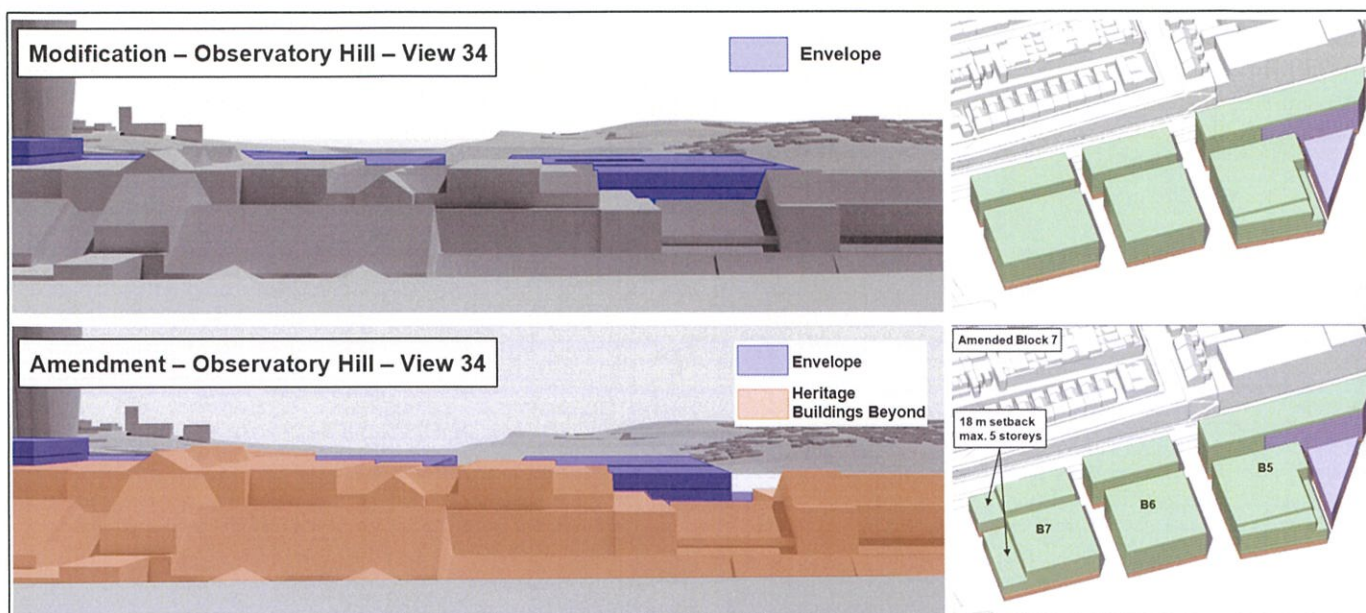 Modification – Observatory Hill – View 34
Envelope
Amendment – Observatory Hill – View 34
Envelope
Heritage
Buildings Beyond
Amended Block 7
18 m setback
max. 5 storeys
B5
B6
B7